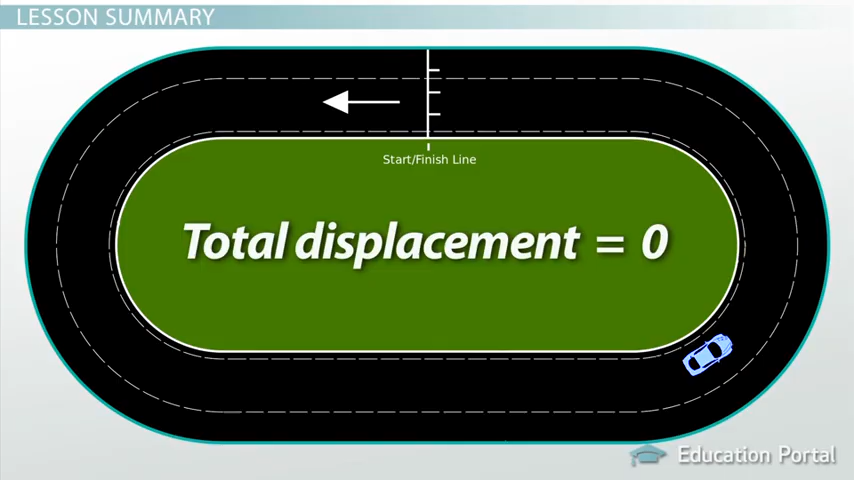 LESSON SUMMARY
Start/Finish Line
Total displacement = 0
Education Portal